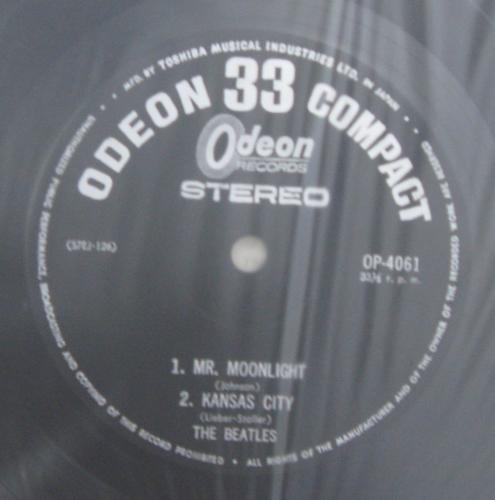 MFD. BY TOSHIBA MUSICAL INDUSTRIES LTD. IN JAPAN
ODEON 33 COMPACT
Odeon
RECORDS
STEREO
OP-4061
33⅓ r. p. m.
1. MR. MOONLIGHT
(Johnson)
2. KANSAS CITY
(Lieber-Stoller)
THE BEATLES
UNAUTHORIZED PUBLIC PERFORMANCE, BROADCASTING AND COPYING OF THIS RECORD PROHIBITED • ALL RIGHTS OF THE MANUFACTURER AND OF THE OWNER OF THE RECORDED WORK ARE RESERVED